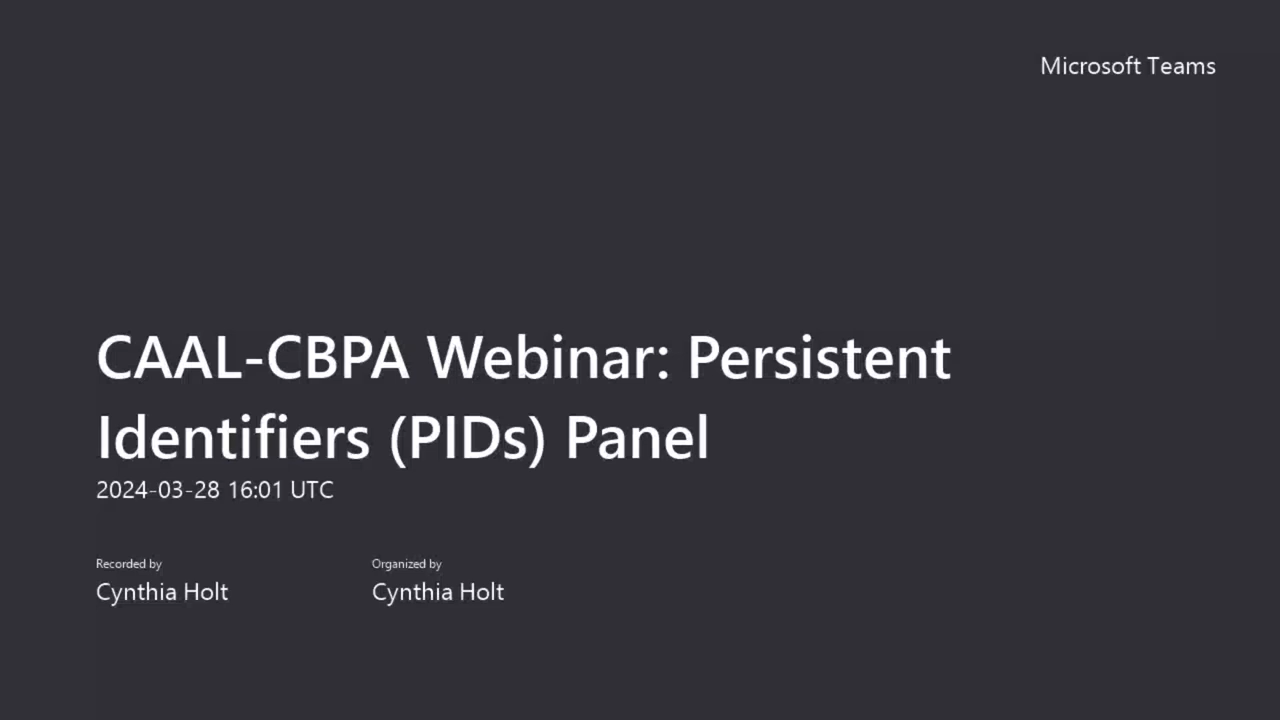 Microsoft Teams
CAAL-CBPA Webinar: Persistent
Identifiers (PIDs) Panel
2024-03-28 16:01 UTC
Recorded by
Organized by
Cynthia Holt
Cynthia Holt